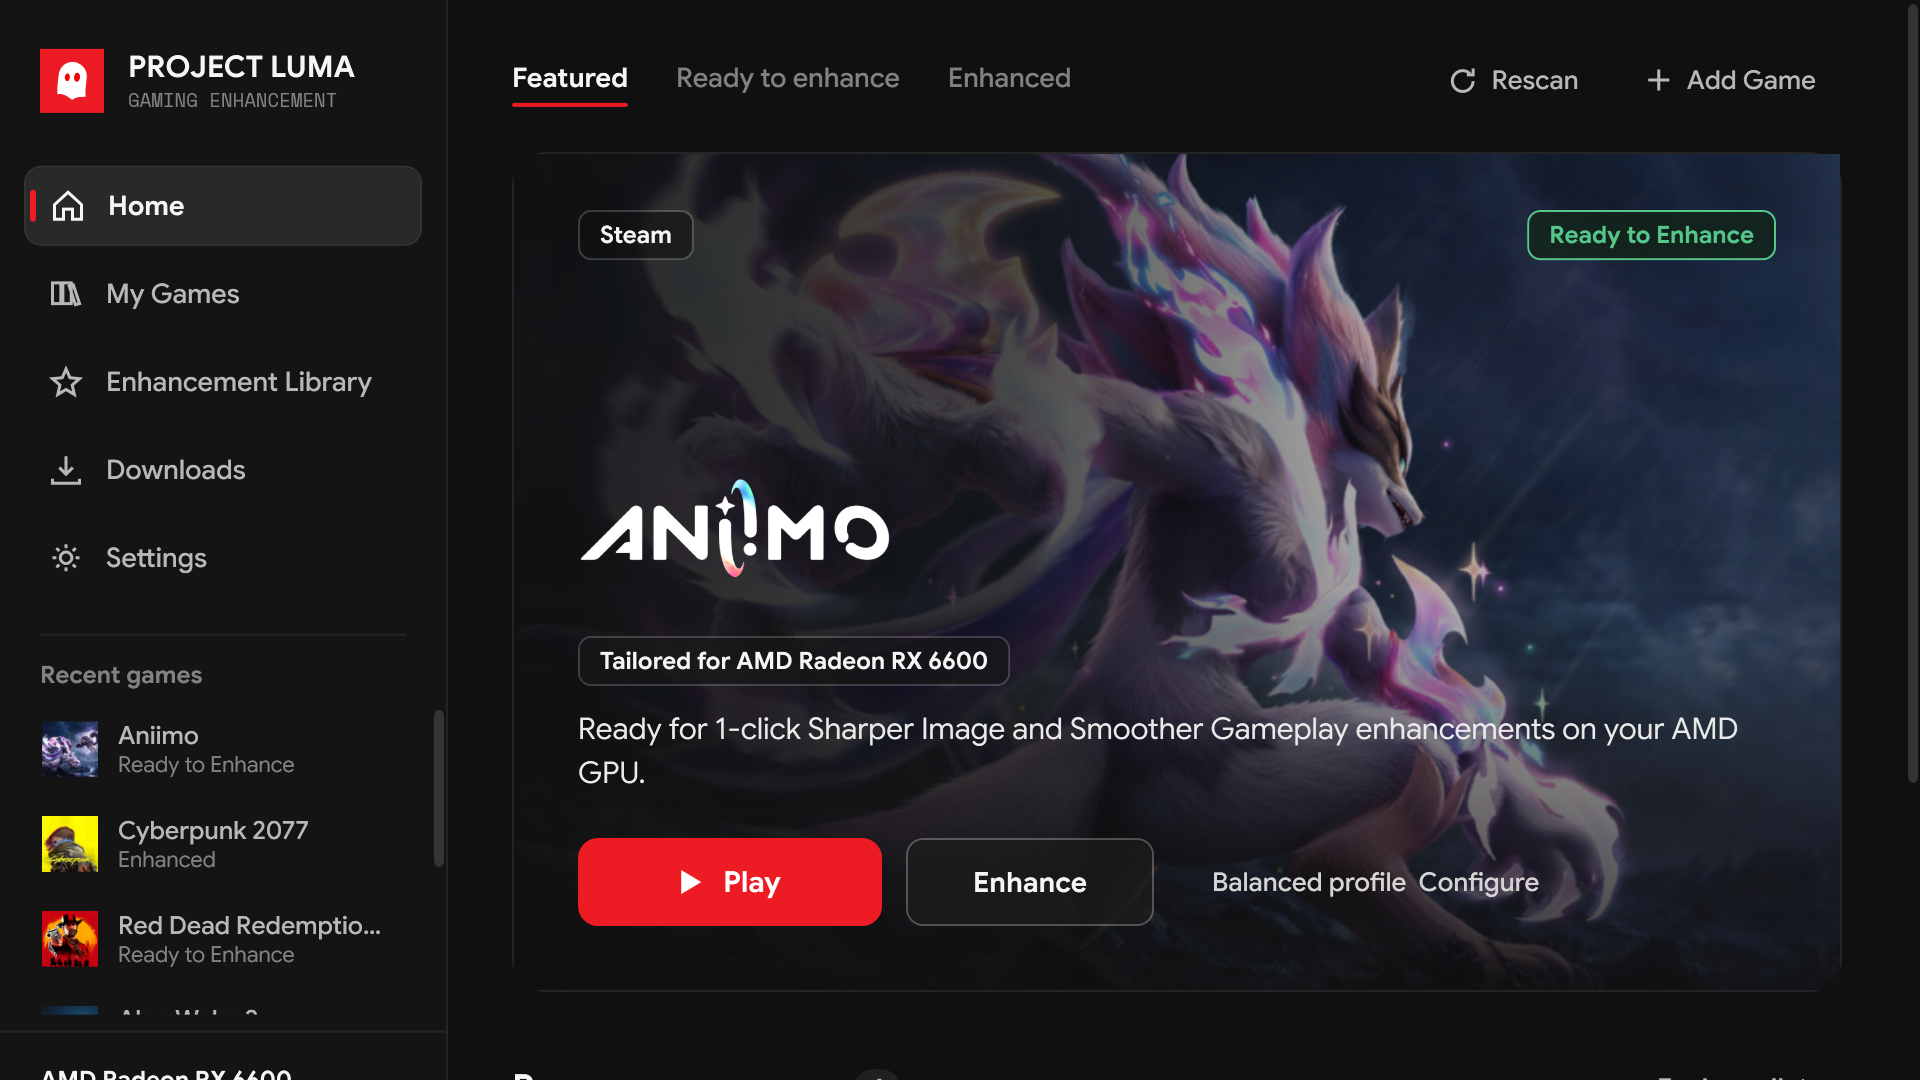 PROJECT LUMA
GAMING ENHANCEMENT
Home
My Games
Enhancement Library
Downloads
Settings
Recent games
Aniimo
Ready to Enhance
Cyberpunk 2077
Enhanced
Red Dead Redemptio...
Ready to Enhance
AMD Radeon RX 6600
Featured
Ready to enhance
Enhanced
Rescan
Add Game
Steam
Ready to Enhance
ANiiMO
Tailored for AMD Radeon RX 6600
Ready for 1-click Sharper Image and Smoother Gameplay enhancements on your AMD
GPU.
Play
Enhance
Balanced profile Configure